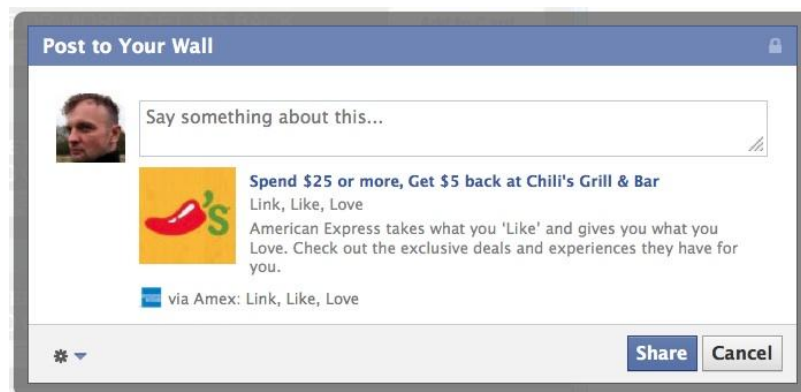 Post to Your Wall
Say something about this...
Spend $25 or more, Get $5 back at Chili's Grill & Bar
Link, Like, Love
American Express takes what you 'Like' and gives you what you
Love. Check out the exclusive deals and experiences they have for
you.
via Amex: Link, Like, Love
Share Cancel